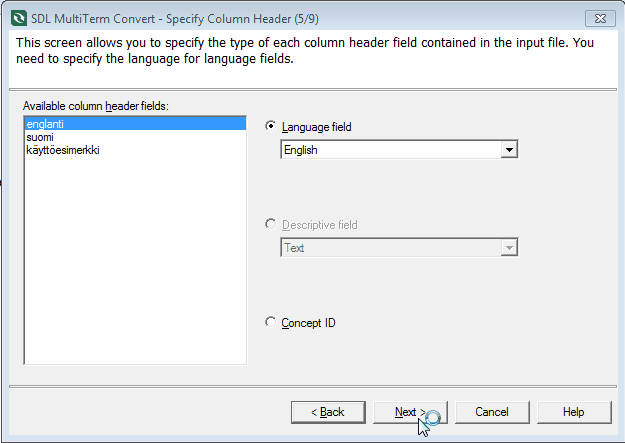 SDL MultiTerm Convert - Specify Column Header (5/9)
This screen allows you to specify the type of each column header field contained in the input file. You
need to specify the language for language fields.
Available column header fields:
englanti
suomi
käyttöesimerkki
Language field
English
Descriptive field
Text
Concept ID
< Back
Next >
Cancel
Help